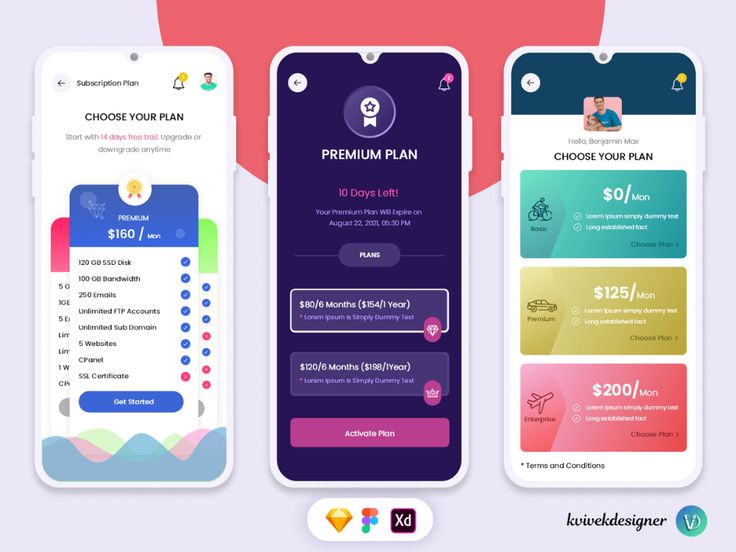 Subscription Plan
1
CHOOSE YOUR PLAN
Start with 14 days free trail. Upgrade or
downgrade anytime
PREMIUM
$160 / Mon
120 GB SSD Disk
100 GB Bandwidth
250 Emails
Unlimited FTP Accounts
Unlimited Sub Domain
5 Websites
CPanel
SSL Certificate
Get Started
PREMIUM PLAN
10 Days Left!
Your Premium Plan Will Expire on
August 22, 2021, 05:30 PM
PLANS
$80/6 Months ($154/1 Year)
* Lorem Ipsum is Simply Dummy Text
$120/6 Months ($198/1Year)
* Lorem Ipsum is Simply Dummy Text
Activate Plan
Hello, Benjamin Max
CHOOSE YOUR PLAN
$0/Mon
Lorem Ipsum simply dummy text
Long established fact
Basic
Choose Plan >
$125/Mon
Lorem Ipsum simply dummy text
Long established fact
Premium
Choose Plan >
$200/Mon
Lorem Ipsum simply dummy text
Long established fact
Enterprise
Choose Plan >
* Terms and Conditions
Xd
kvivekdesigner